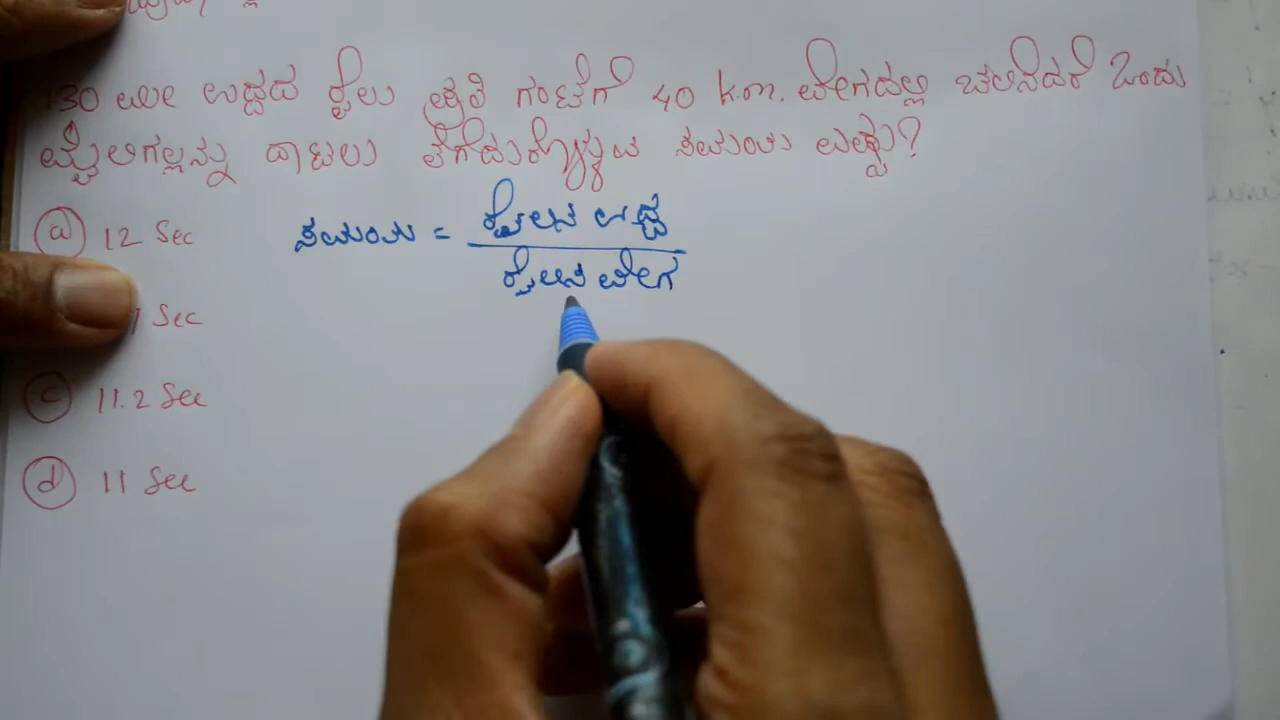 130 ಮೀ ಉದ್ದದ ರೈಲು ಪ್ರತಿ ಗಂಟೆಗೆ 40 k.m. ವೇಗದಲ್ಲಿ ಚಲಿಸಿದರೆ ಒಂದು
ಮೈಲಿಗಲ್ಲನ್ನು ದಾಟಲು ತೆಗೆದುಕೊಳ್ಳುವ ಸಮಯ ಎಷ್ಟು?
ಸಮಯ = ರೈಲಿನ ಉದ್ದ
ರೈಲಿನ ವೇಗ
a 12 Sec
Sec
c 11.2 Sec
d 11 Sec